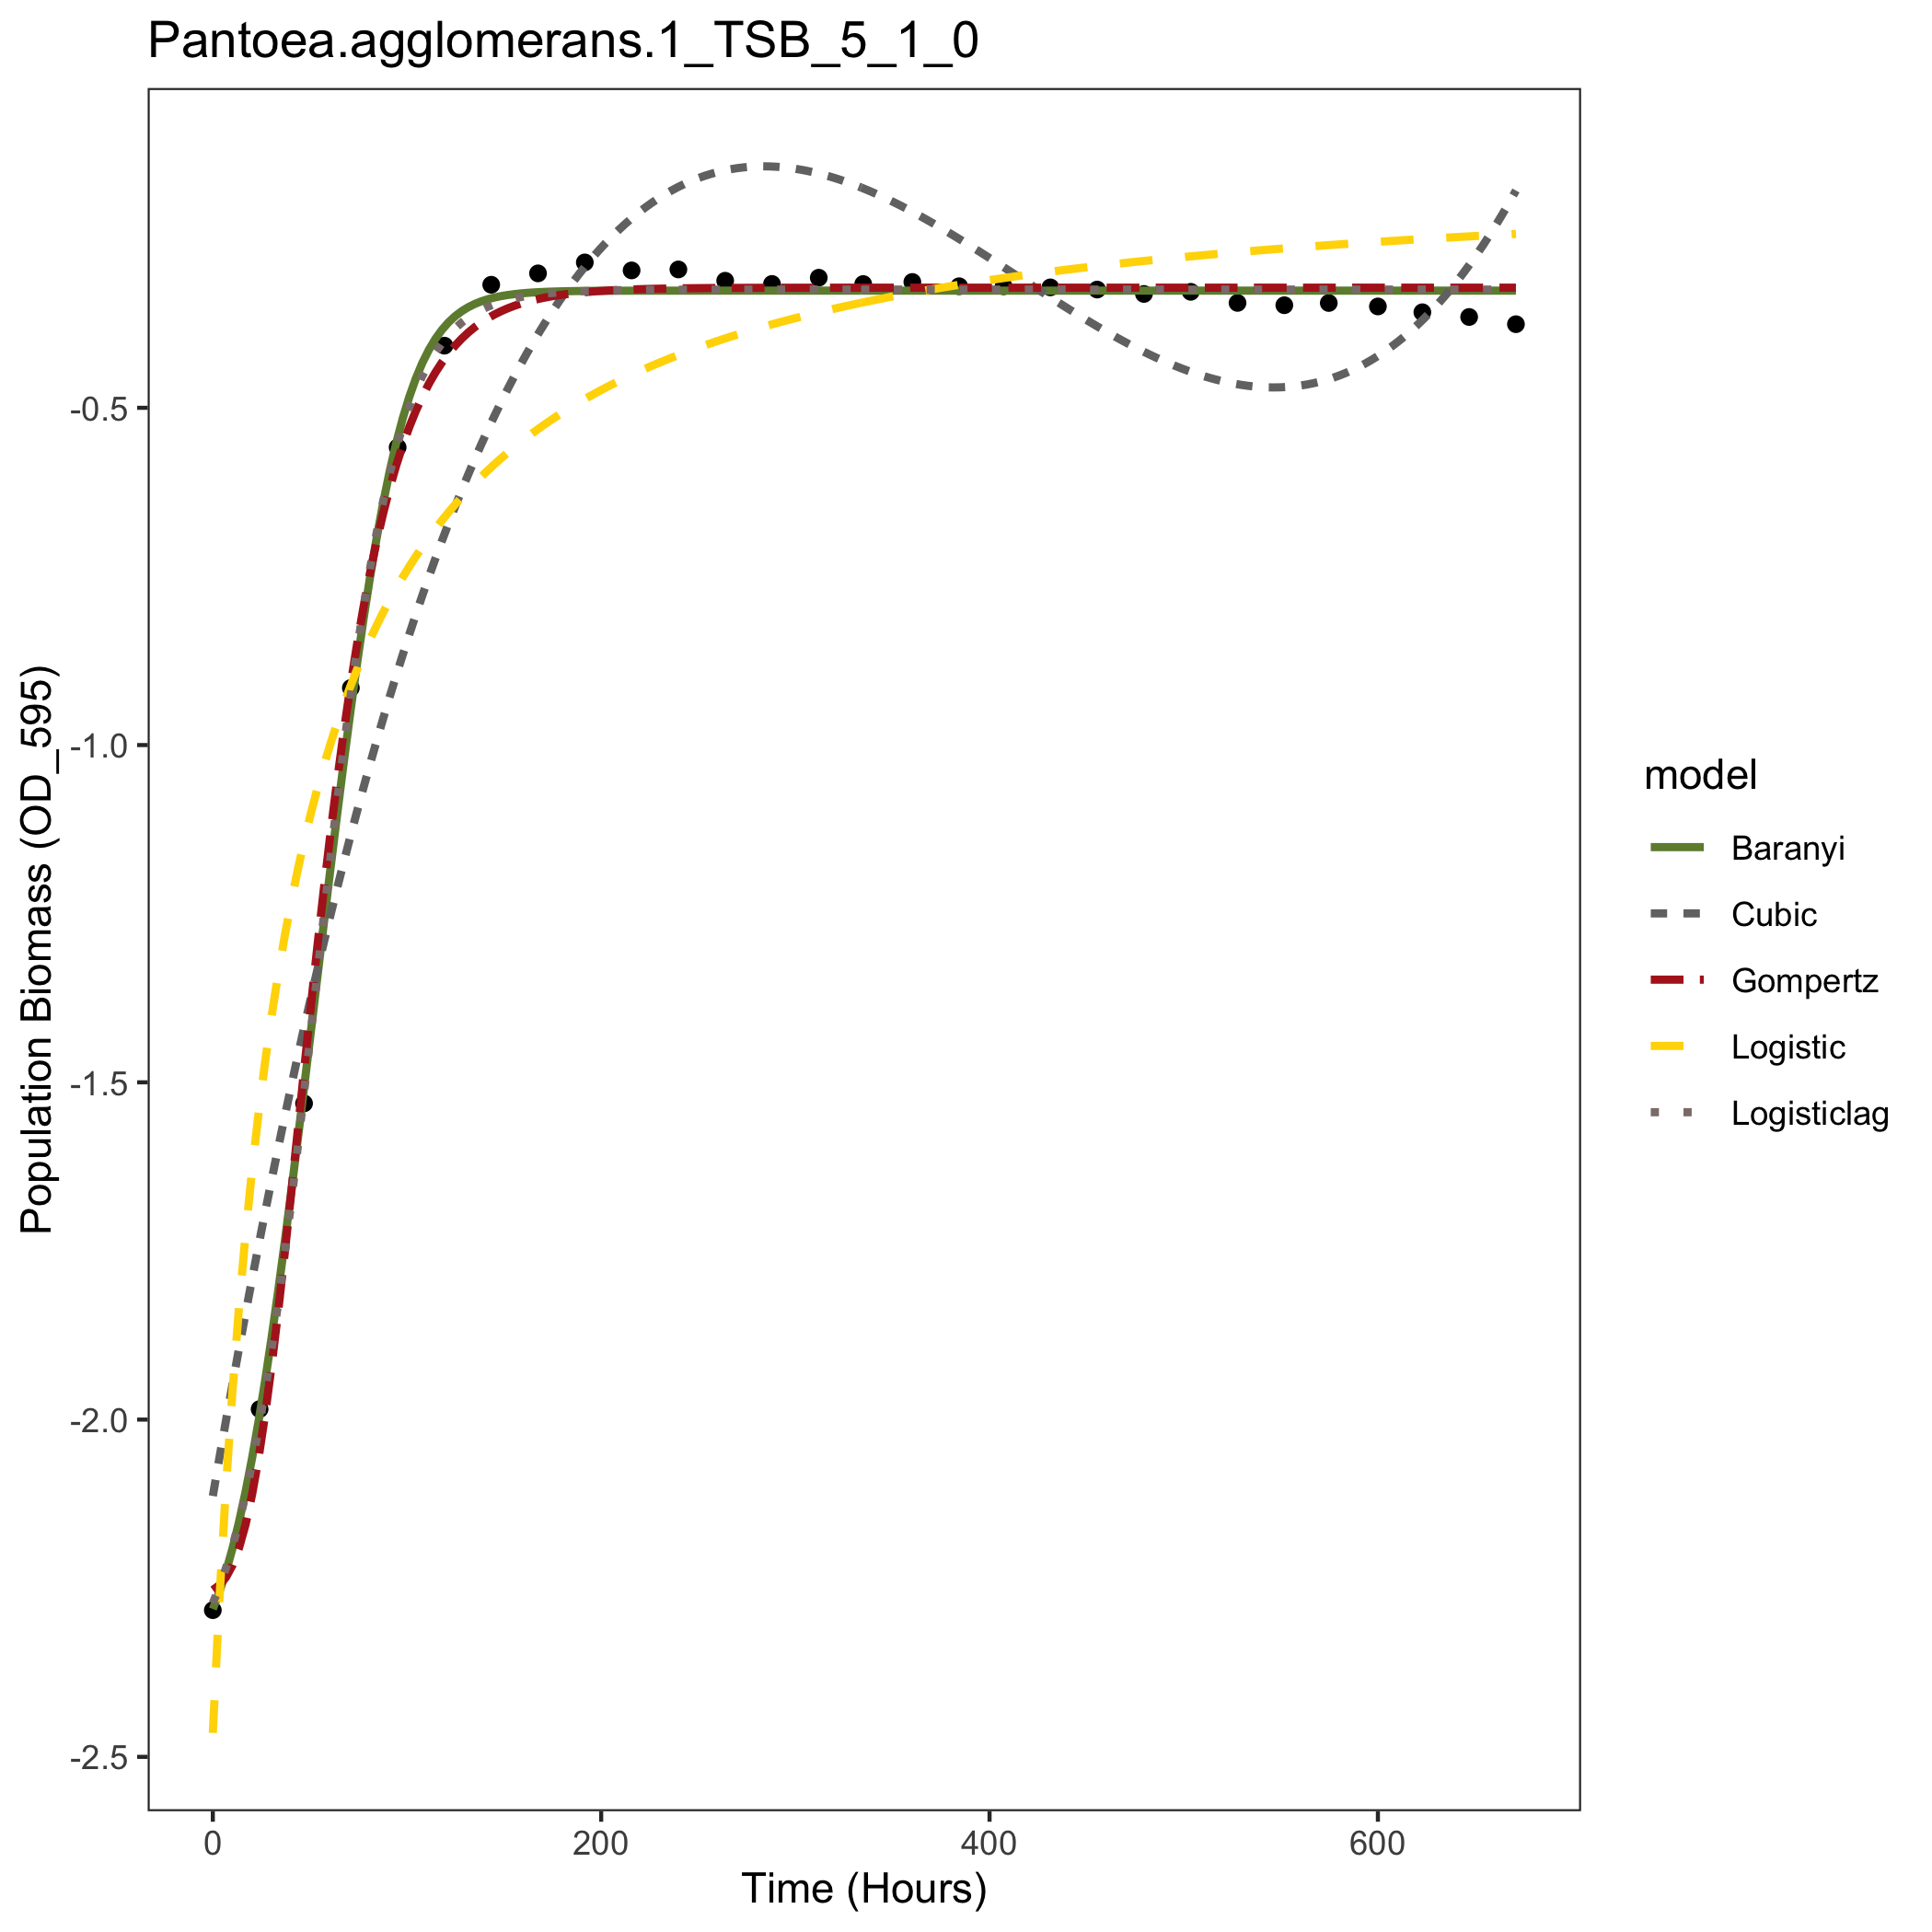 Pantoea.agglomerans.1_TSB_5_1_0
Population Biomass (OD_595)
-0.5
-1.0
-1.5
-2.0
-2.5
0
200
400
600
Time (Hours)
model
Baranyi
Cubic
Gompertz
Logistic
Logisticlag